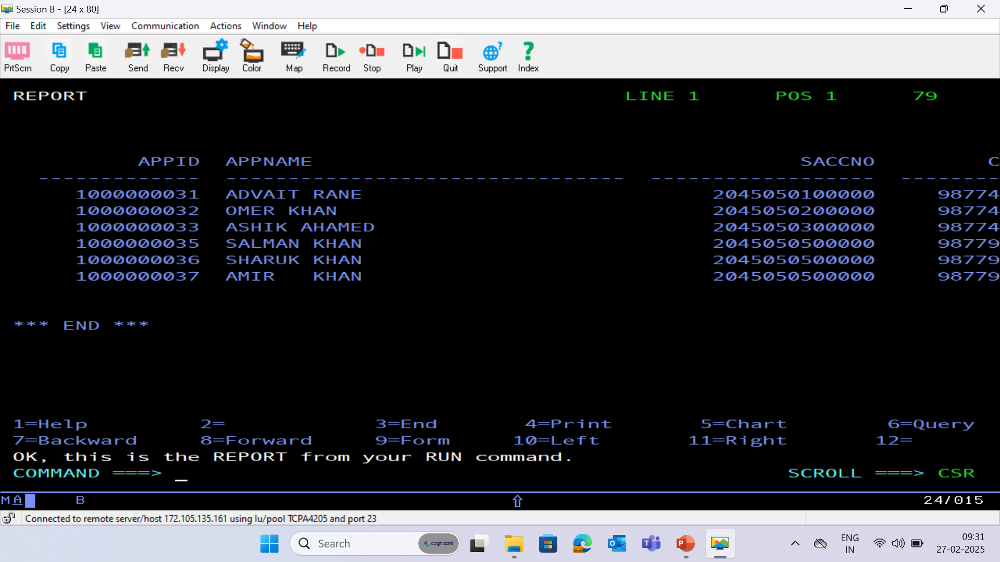 Session B - [24 x 80]
File Edit Settings View Communication Actions Window Help
PrtScrn Copy Paste Send Recv Display Color Map Record Stop Play Quit Support Index
REPORT LINE 1 POS 1 79
APPID APPNAME SACCNO C
------------- -------------------------------- ------------------ --------
1000000031 ADVAIT RANE 2045050100000 98774
1000000032 OMER KHAN 2045050200000 98774
1000000033 ASHIK AHAMED 2045050300000 98774
1000000035 SALMAN KHAN 2045050500000 98779
1000000036 SHARUK KHAN 2045050500000 98779
1000000037 AMIR KHAN 2045050500000 98779
*** END ***
1=Help 2= 3=End 4=Print 5=Chart 6=Query
7=Backward 8=Forward 9=Form 10=Left 11=Right 12=
OK, this is the REPORT from your RUN command.
COMMAND ===> _ SCROLL ===> CSR
MA B 24/015
Connected to remote server/host 172.105.135.161 using lu/pool TCPA4205 and port 23
Search cognizant ENG 09:31
IN 27-02-2025